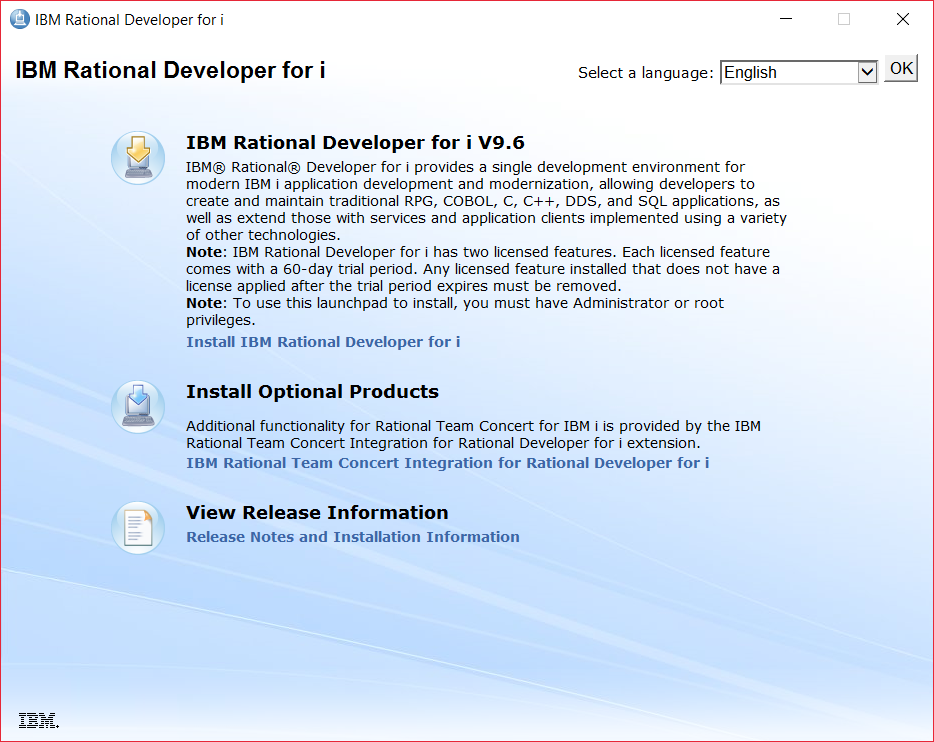 IBM Rational Developer for i
IBM Rational Developer for i
Select a language: English OK
IBM Rational Developer for i V9.6
IBM® Rational® Developer for i provides a single development environment for
modern IBM i application development and modernization, allowing developers to
create and maintain traditional RPG, COBOL, C, C++, DDS, and SQL applications, as
well as extend those with services and application clients implemented using a variety
of other technologies.
Note: IBM Rational Developer for i has two licensed features. Each licensed feature
comes with a 60-day trial period. Any licensed feature installed that does not have a
license applied after the trial period expires must be removed.
Note: To use this launchpad to install, you must have Administrator or root
privileges.
Install IBM Rational Developer for i
Install Optional Products
Additional functionality for Rational Team Concert for IBM i is provided by the IBM
Rational Team Concert Integration for Rational Developer for i extension.
IBM Rational Team Concert Integration for Rational Developer for i
View Release Information
Release Notes and Installation Information
IBM.